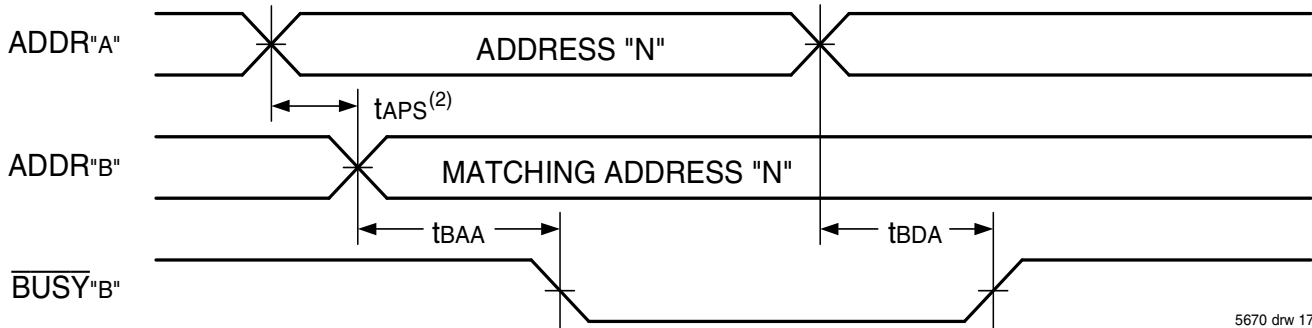 ADDR"A"
ADDRESS "N"
tAPS(2)
ADDR"B"
MATCHING ADDRESS "N"
tBAA
tBDA
BUSY"B"
5670 drw 17